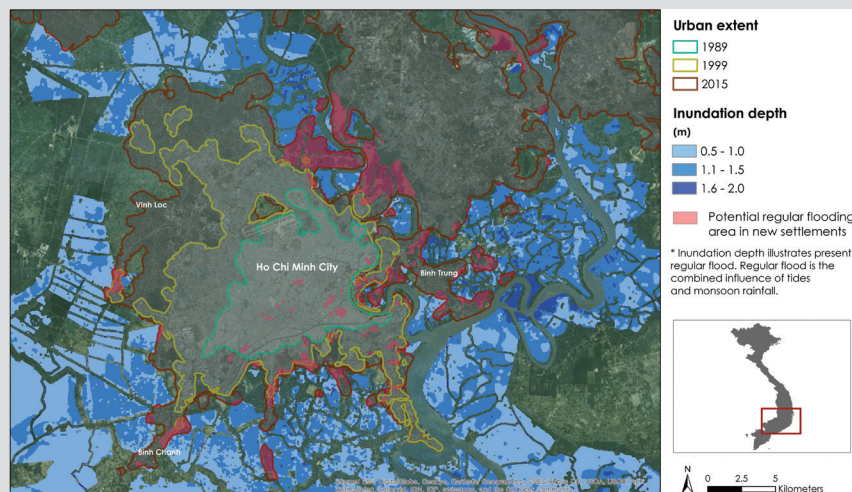 Vinh Loc
Ho Chi Minh City
Binh Trung
Binh Chanh
Urban extent
1989
1999
2015
Inundation depth
(m)
0.5 - 1.0
1.1 - 1.5
1.6 - 2.0
Potential regular flooding
area in new settlements
* Inundation depth illustrates present
regular flood. Regular flood is the
combined influence of tides
and monsoon rainfall.
N
0 2.5 5
Kilometers